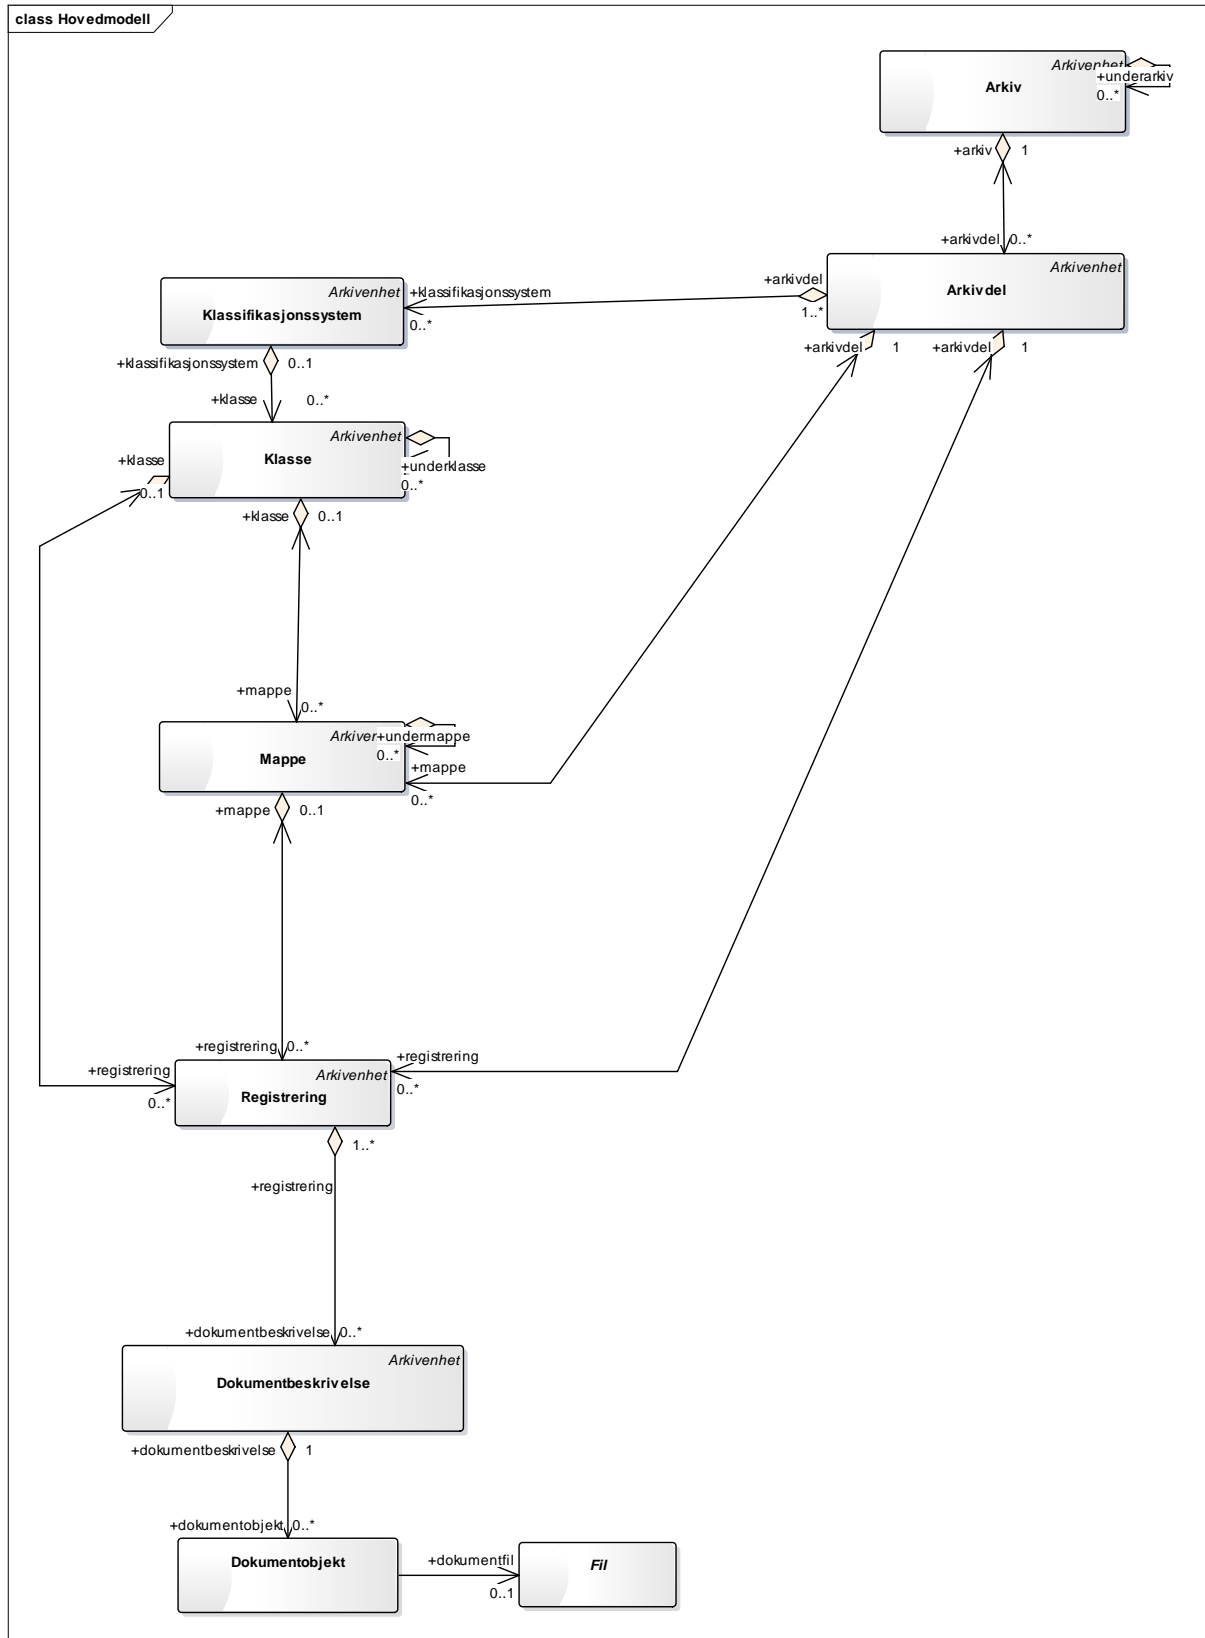 class Hovedmodell
Arkivenhet
+underarkiv
Arkiv
0..*
+arkiv
1
+arkivdel
0..*
Arkivenhet
+arkivdel
Arkivdel
1..*
+klassifikasjonssystem
0..*
Arkivenhet
Klassifikasjonssystem
+arkivdel
1
+arkivdel
1
+klassifikasjonssystem
0..1
+klasse
0..*
Arkivenhet
Klasse
+klasse
0..1
+underklasse
0..*
+klasse
0..1
+mappe
0..*
+undermappe
0..*
Mappe
+mappe
0..*
+mappe
0..1
+registrering
0..*
+registrering
0..*
+registrering
0..*
Arkivenhet
Registrering
1..*
+registrering
+dokumentbeskrivelse
0..*
Arkivenhet
Dokumentbeskrivelse
+dokumentbeskrivelse
1
+dokumentobjekt
0..*
Dokumentobjekt
+dokumentfil
0..1
Fil